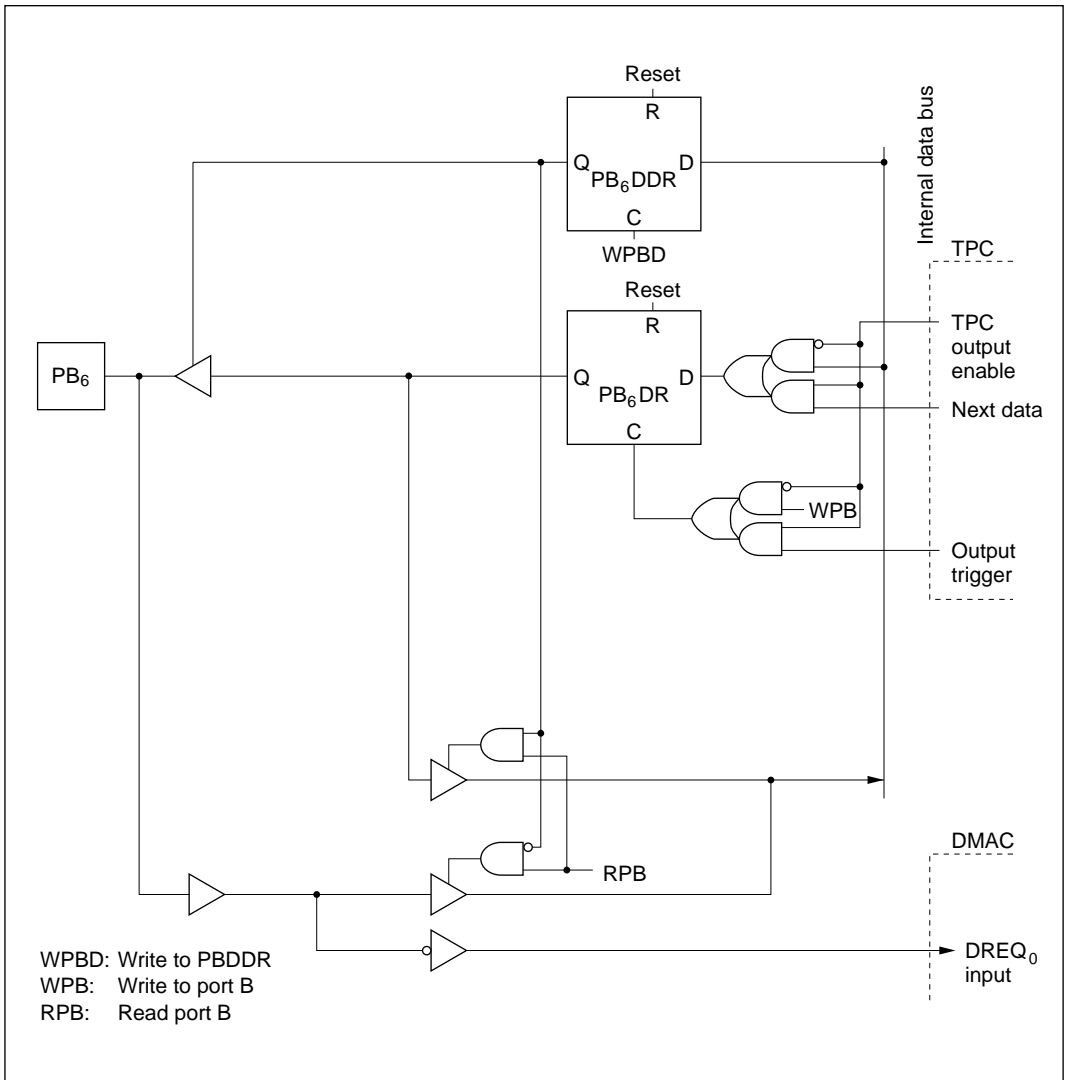 Reset
R
Q
D
PB₆DDR
C
WPBD
Internal data bus
TPC
Reset
R
TPC
output
enable
PB₆
Q
D
PB₆DR
Next data
C
WPB
Output
trigger
RPB
DMAC
DREQ₀
input
WPBD: Write to PBDDR
WPB: Write to port B
RPB: Read port B